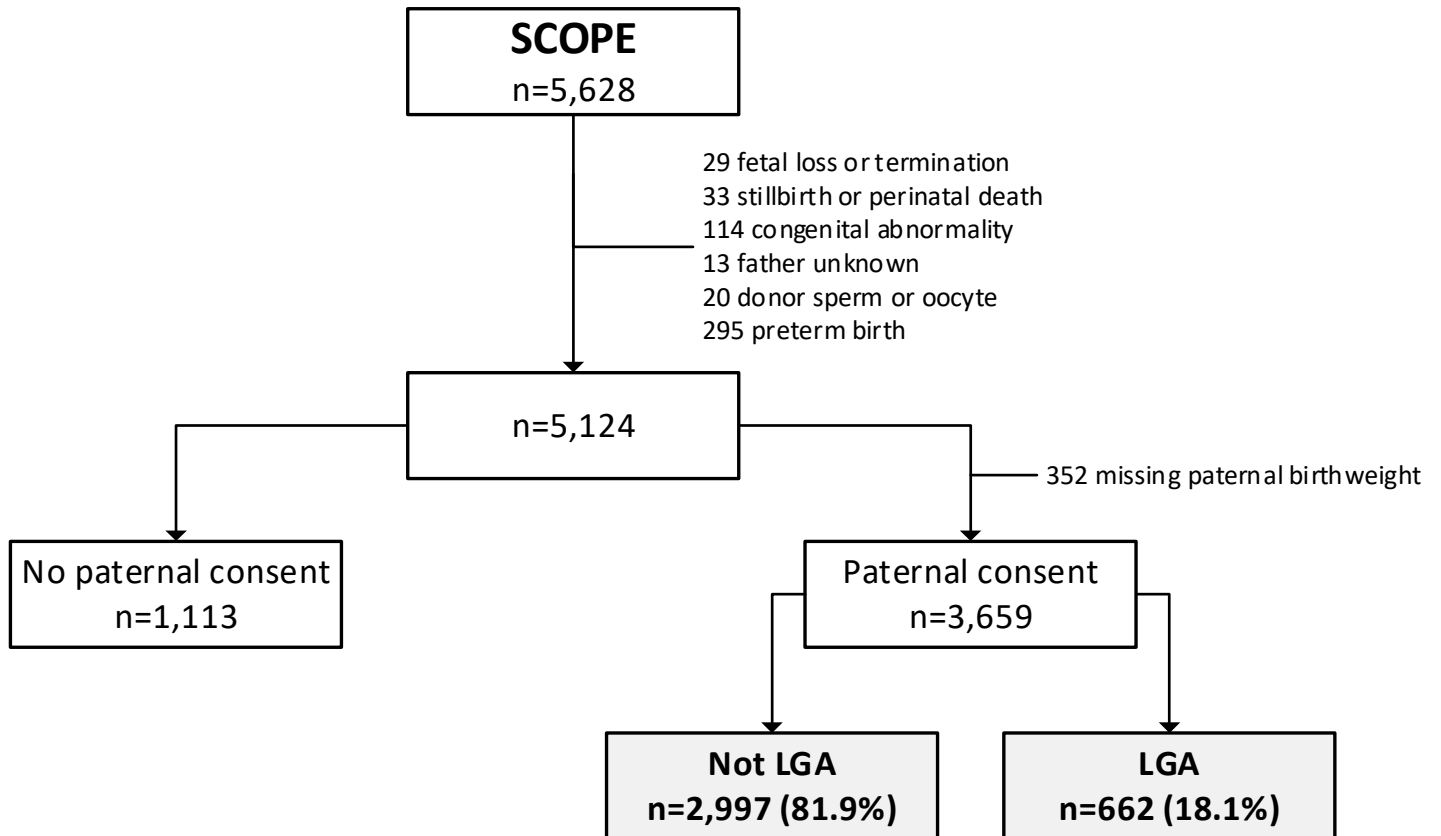 SCOPE
n=5,628
29 fetal loss or termination
33 stillbirth or perinatal death
114 congenital abnormality
13 father unknown
20 donor sperm or oocyte
295 preterm birth
n=5,124
352 missing paternal birthweight
No paternal consent
n=1,113
Paternal consent
n=3,659
Not LGA
n=2,997 (81.9%)
LGA
n=662 (18.1%)